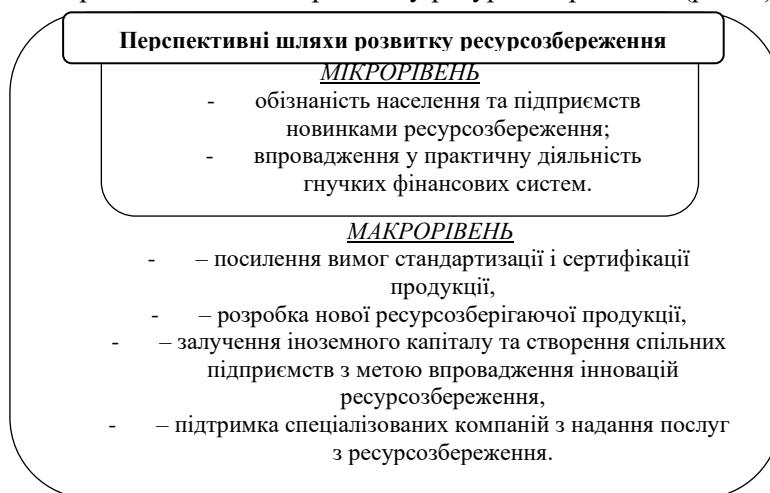 Перспективні шляхи розвитку ресурсозбереження
МІКРОРІВЕНЬ
- обізнаність населення та підприємств
новинками ресурсозбереження;
- впровадження у практичну діяльність
гнучких фінансових систем.
МАКРОРІВЕНЬ
- – посилення вимог стандартизації і сертифікації
продукції,
- – розробка нової ресурсозберігаючої продукції,
- – залучення іноземного капіталу та створення спільних
підприємств з метою впровадження інновацій
ресурсозбереження,
- – підтримка спеціалізованих компаній з надання послуг
з ресурсозбереження.